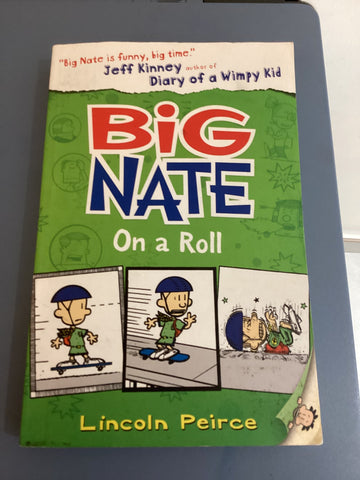 "Big Nate is funny, big time."
Jeff Kinney author of
Diary of a Wimpy Kid
BiG
NATE
On a Roll
Lincoln Peirce